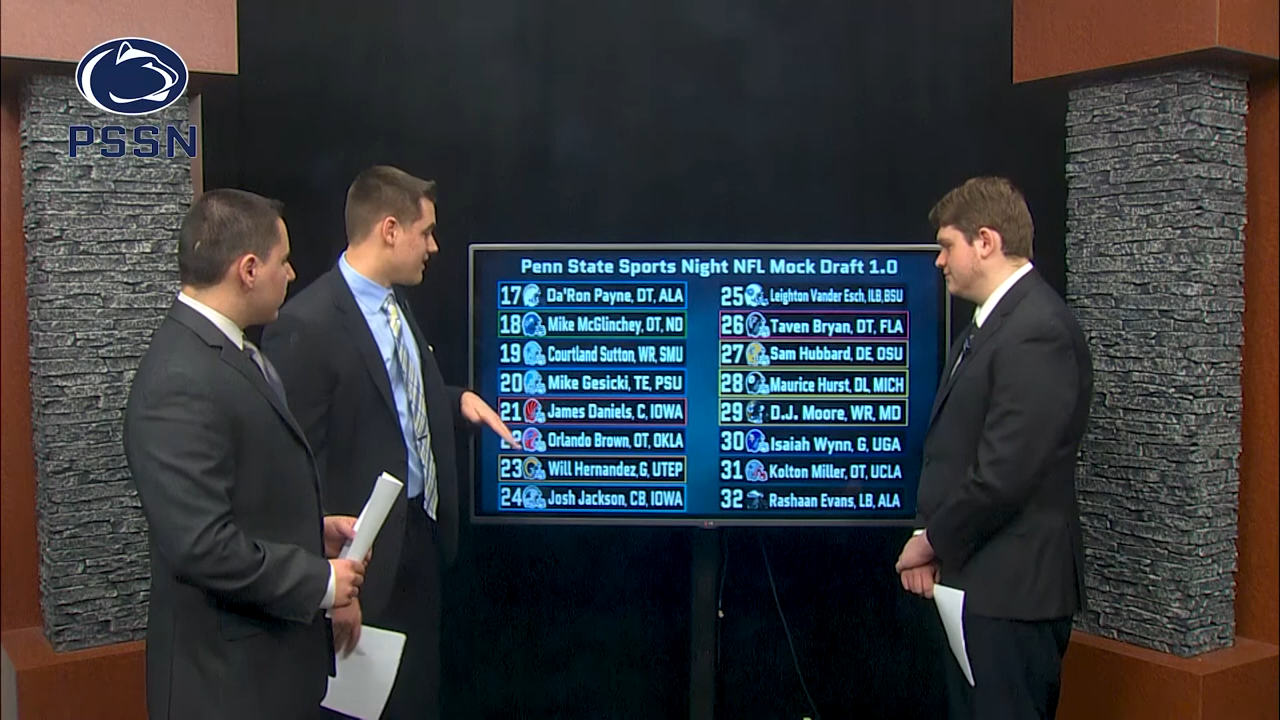 PSSN
Penn State Sports Night NFL Mock Draft 1.0
17 Da'Ron Payne, DT, ALA
18 Mike McGlinchey, OT, ND
19 Courtland Sutton, WR, SMU
20 Mike Gesicki, TE, PSU
21 James Daniels, C, IOWA
22 Orlando Brown, OT, OKLA
23 Will Hernandez, G, UTEP
24 Josh Jackson, CB, IOWA
25 Leighton Vander Esch, ILB, BSU
26 Taven Bryan, DT, FLA
27 Sam Hubbard, DE, OSU
28 Maurice Hurst, DL, MICH
29 D.J. Moore, WR, MD
30 Isaiah Wynn, G, UGA
31 Kolton Miller, OT, UCLA
32 Rashaan Evans, LB, ALA